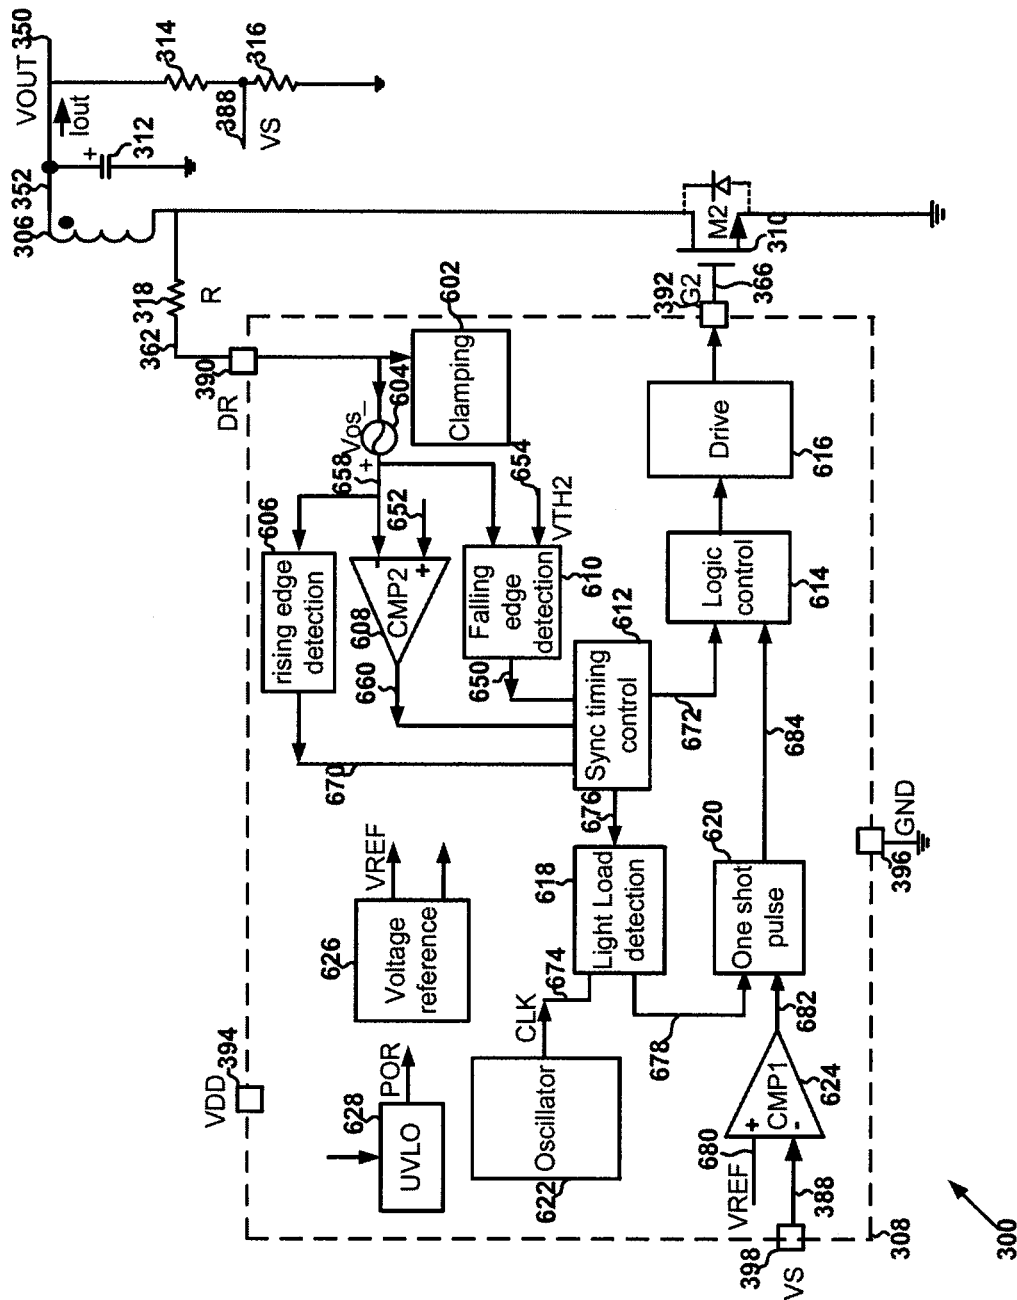 VOUT 350
314
316
388
VS
Iout
+
312
352
306
318
R
362
390
DR
M2
310
366
392
G2
602
Clamping
604
Vos
_
+
658
652
654
VTH2
606
rising edge
detection
608
CMP2
-
+
660
610
Falling
edge
detection
650
612
Sync timing
control
670
672
676
614
Logic
control
616
Drive
684
618
Light Load
detection
620
One shot
pulse
626
Voltage
reference
VREF
674
CLK
678
682
622
Oscillator
624
CMP1
+
-
680
VREF
388
398
VS
628
UVLO
POR
VDD 394
396
GND
308
300